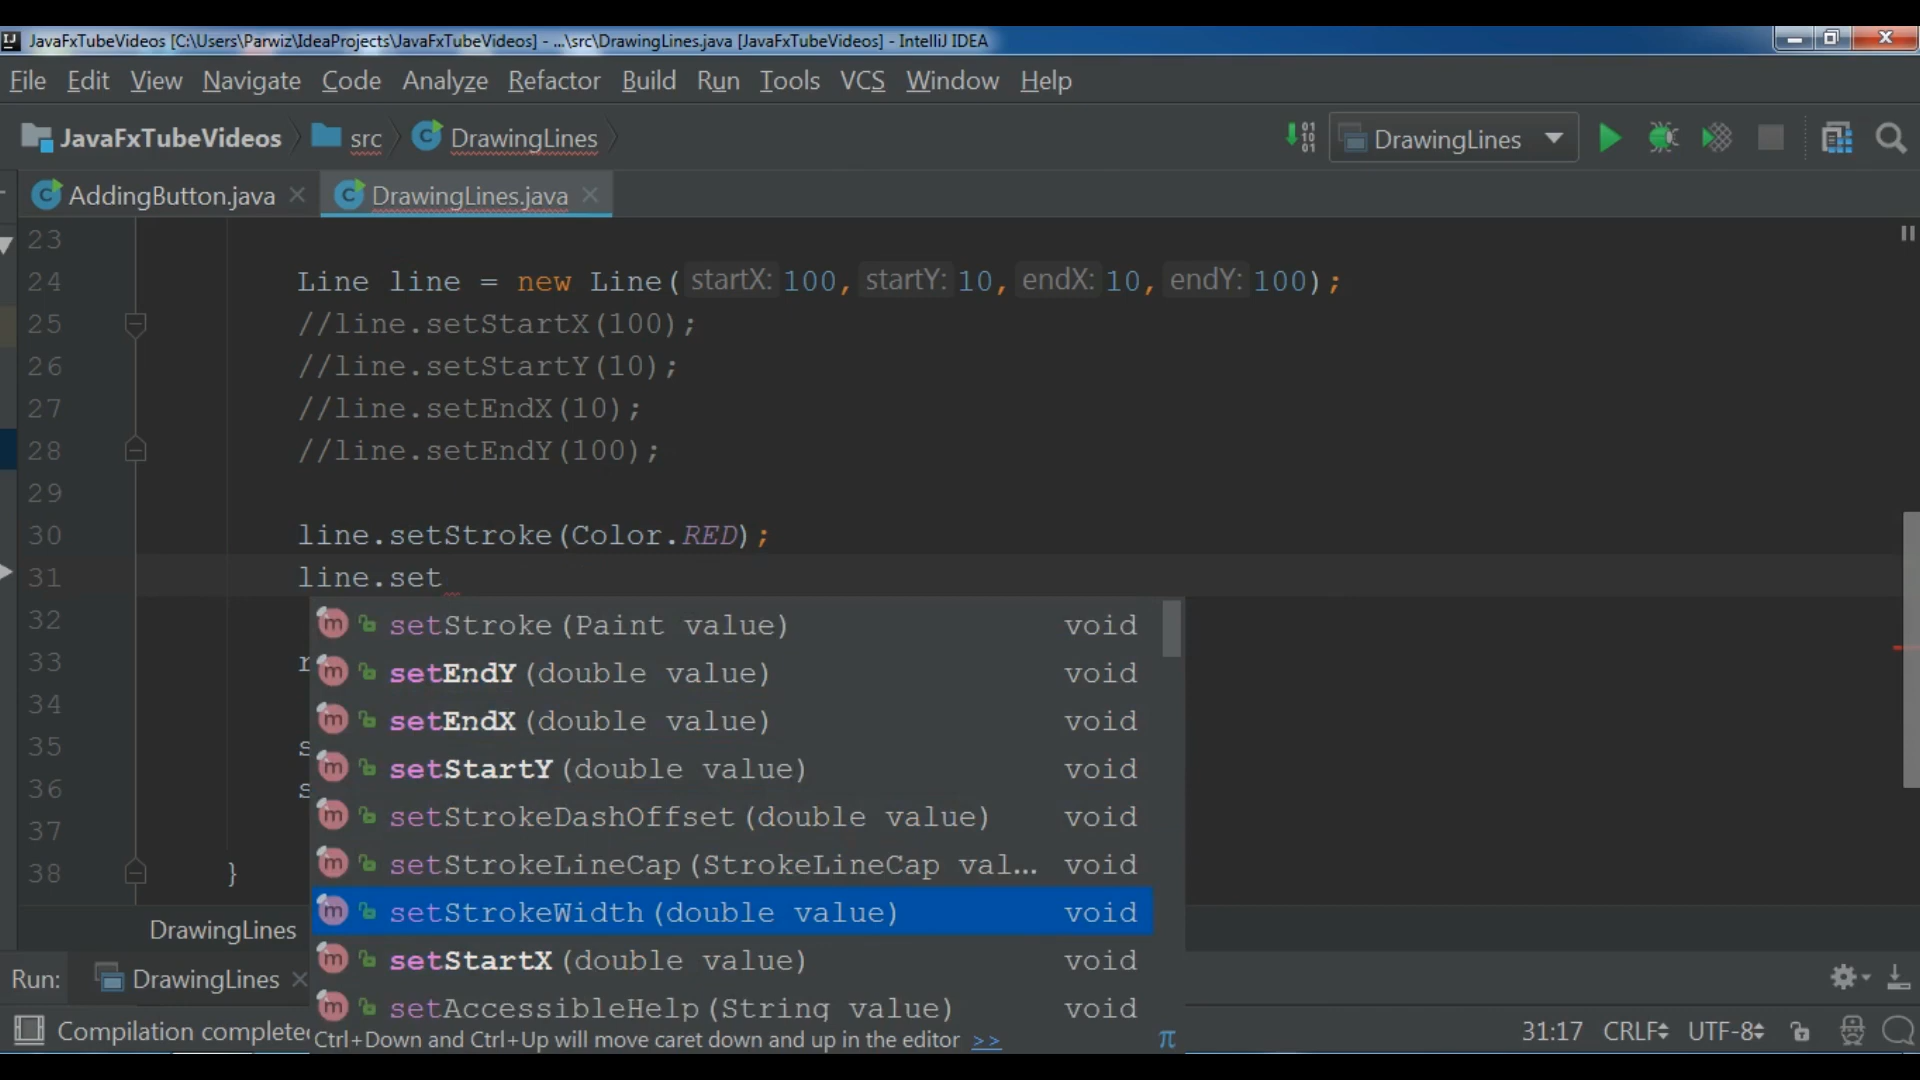 JavaFxTubeVideos [C:\Users\Parwiz\IdeaProjects\JavaFxTubeVideos] - ...\src\DrawingLines.java [JavaFxTubeVideos] - IntelliJ IDEA
File Edit View Navigate Code Analyze Refactor Build Run Tools VCS Window Help
JavaFxTubeVideos src DrawingLines DrawingLines
AddingButton.java DrawingLines.java
23
24 Line line = new Line( startX: 100, startY: 10, endX: 10, endY: 100);
25 //line.setStartX(100);
26 //line.setStartY(10);
27 //line.setEndX(10);
28 //line.setEndY(100);
29
30 line.setStroke(Color.RED);
31 line.set
32 setStroke(Paint value) void
33 r setEndY(double value) void
34 setEndX(double value) void
35 s setStartY(double value) void
36 s setStrokeDashOffset(double value) void
37 setStrokeLineCap(StrokeLineCap val... void
38 } setStrokeWidth(double value) void
DrawingLines setStartX(double value) void
Run: DrawingLines setAccessibleHelp(String value) void
Compilation complete Ctrl+Down and Ctrl+Up will move caret down and up in the editor >> π 31:17 CRLF UTF-8